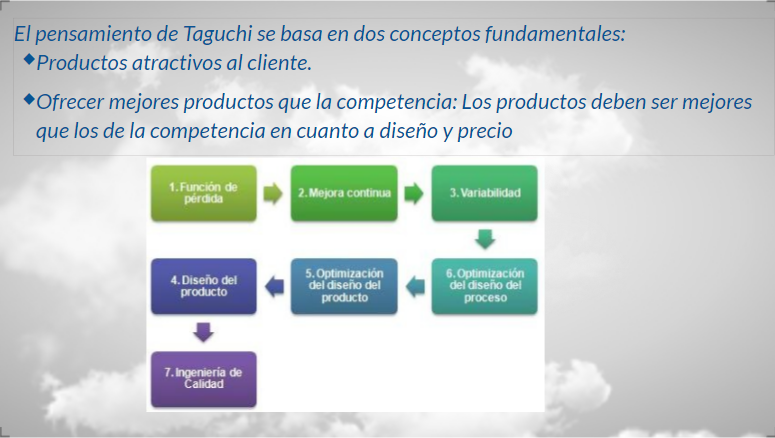 El pensamiento de Taguchi se basa en dos conceptos fundamentales:
◆Productos atractivos al cliente.
◆Ofrecer mejores productos que la competencia: Los productos deben ser mejores
que los de la competencia en cuanto a diseño y precio
1.Función de
pérdida
2.Mejora continua
3.Variabilidad
4.Diseño del
producto
5.Optimización
del diseño del
producto
6.Optimización
del diseño del
proceso
7.Ingeniería de
Calidad